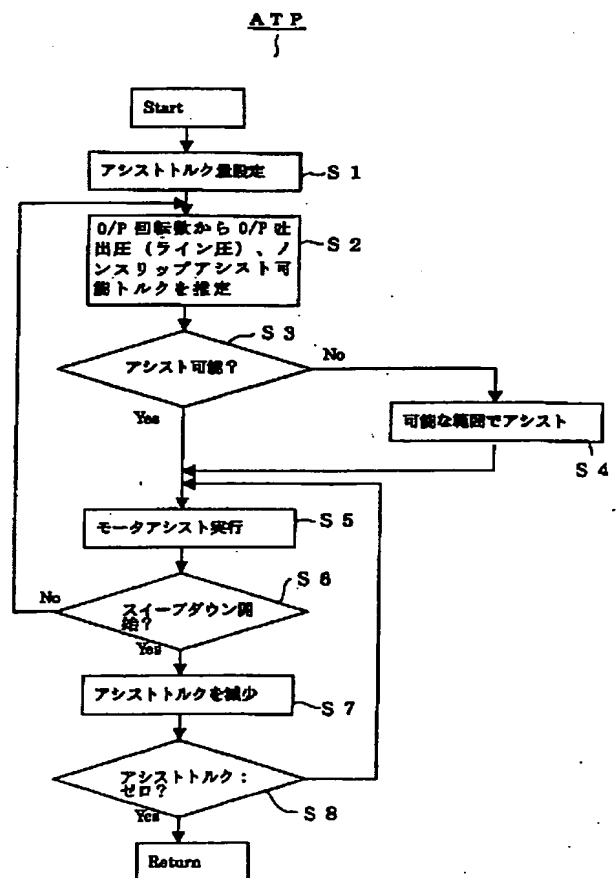 ATP
Start
アシストトルク量設定
S 1
O/P 回転数から O/P 吐
出圧（ライン圧）、ノ
ンスリップアシスト可
能トルクを推定
S 2
S 3
アシスト可能？
No
Yes
可能な範囲でアシスト
S 4
モータアシスト実行
S 5
S 6
No
スイープダウン開
始？
Yes
アシストトルクを減少
S 7
アシストトルク：
ゼロ？
S 8
Yes
Return